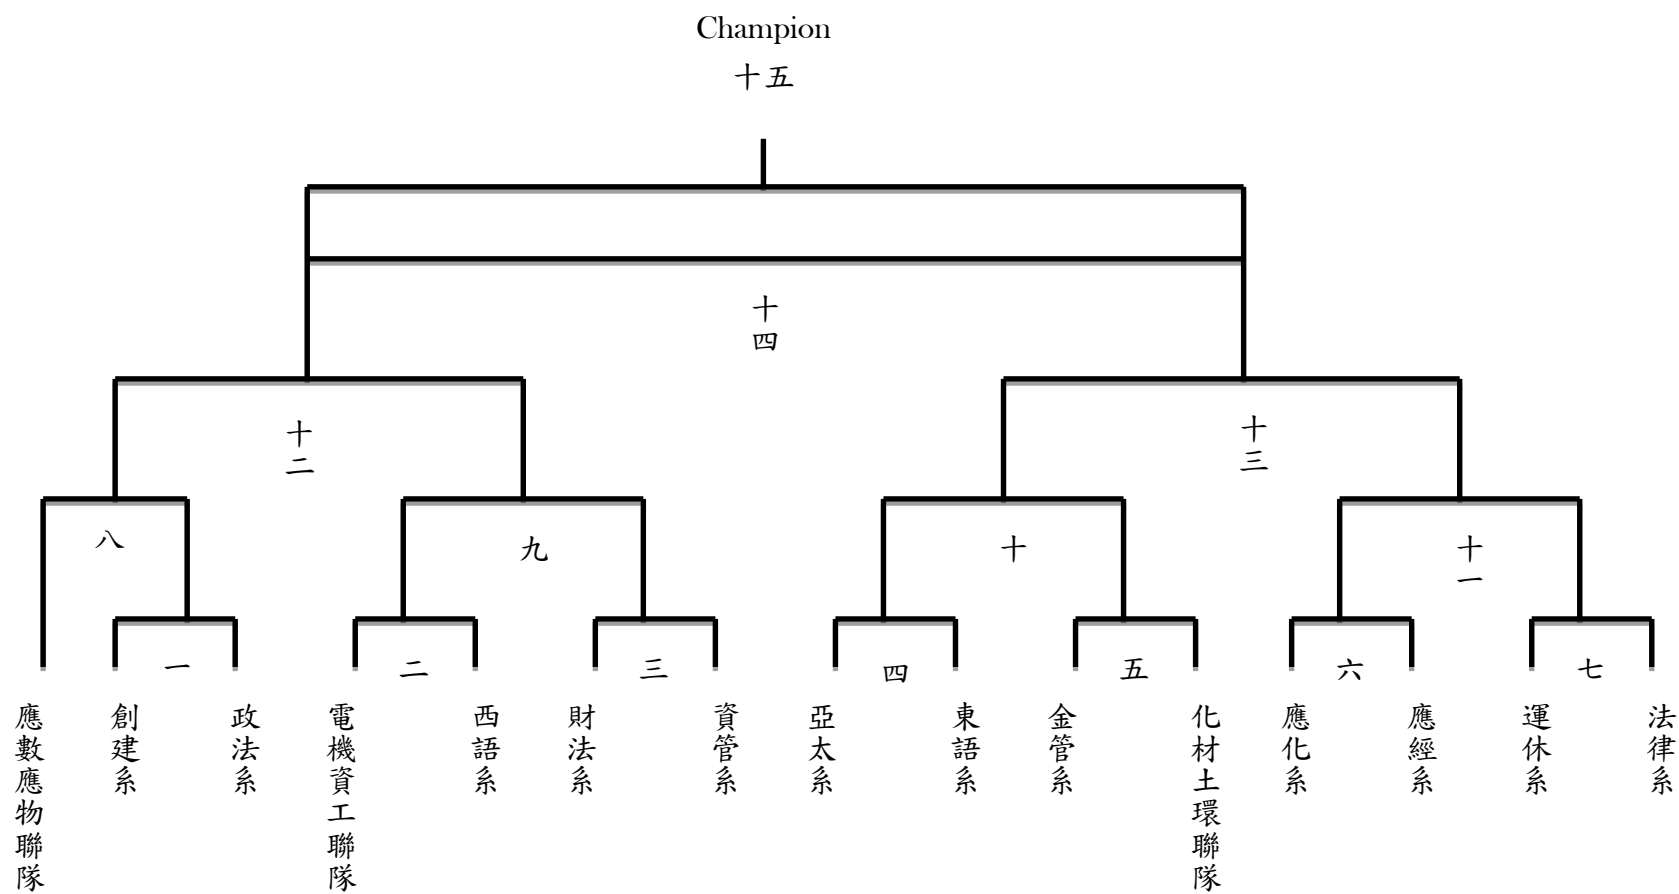 Champion
十五
十四
十二
十三
八
九
十
十一
一
二
三
四
五
六
七
應數應物聯隊
創建系
政法系
電機資工聯隊
西語系
財法系
資管系
亞太系
東語系
金管系
化材土環聯隊
應化系
應經系
運休系
法律系